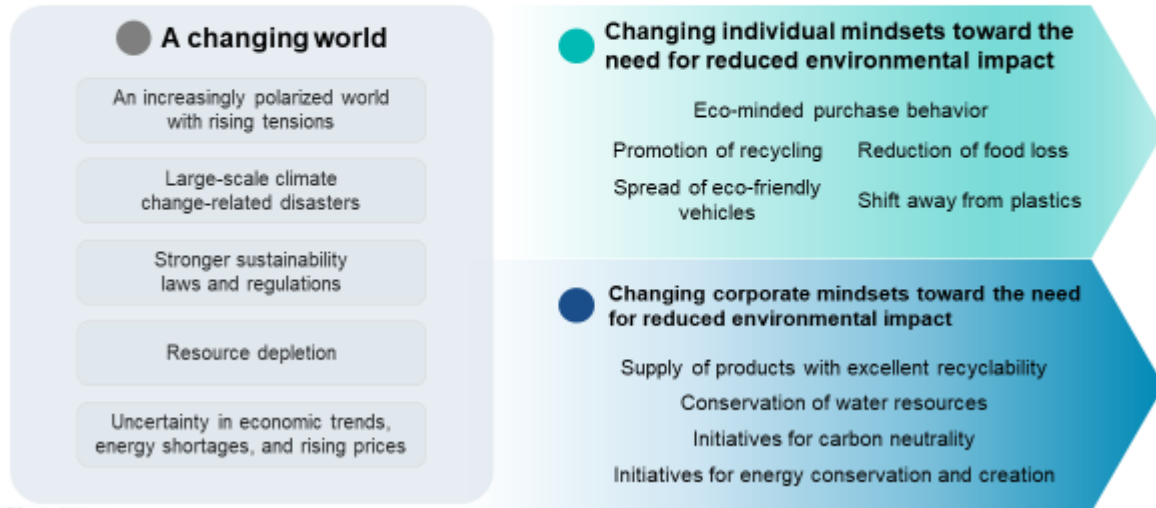 A changing world
An increasingly polarized world
with rising tensions
Large-scale climate
change-related disasters
Stronger sustainability
laws and regulations
Resource depletion
Uncertainty in economic trends,
energy shortages, and rising prices
Changing individual mindsets toward the
need for reduced environmental impact
Eco-minded purchase behavior
Promotion of recycling
Reduction of food loss
Spread of eco-friendly
vehicles
Shift away from plastics
Changing corporate mindsets toward the need
for reduced environmental impact
Supply of products with excellent recyclability
Conservation of water resources
Initiatives for carbon neutrality
Initiatives for energy conservation and creation